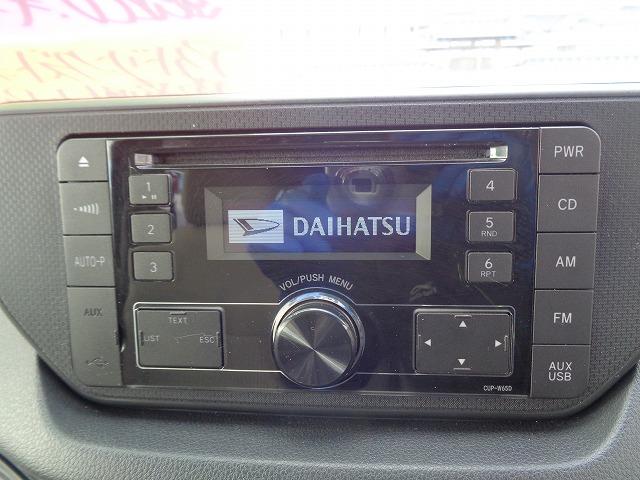 PWR
1
4
DAIHATSU
2
5
RND
CD
AUTO-P
3
6
RPT
AM
VOL/PUSH MENU
AUX
TEXT
LIST
ESC
FM
AUX
USB
CUP-W65D